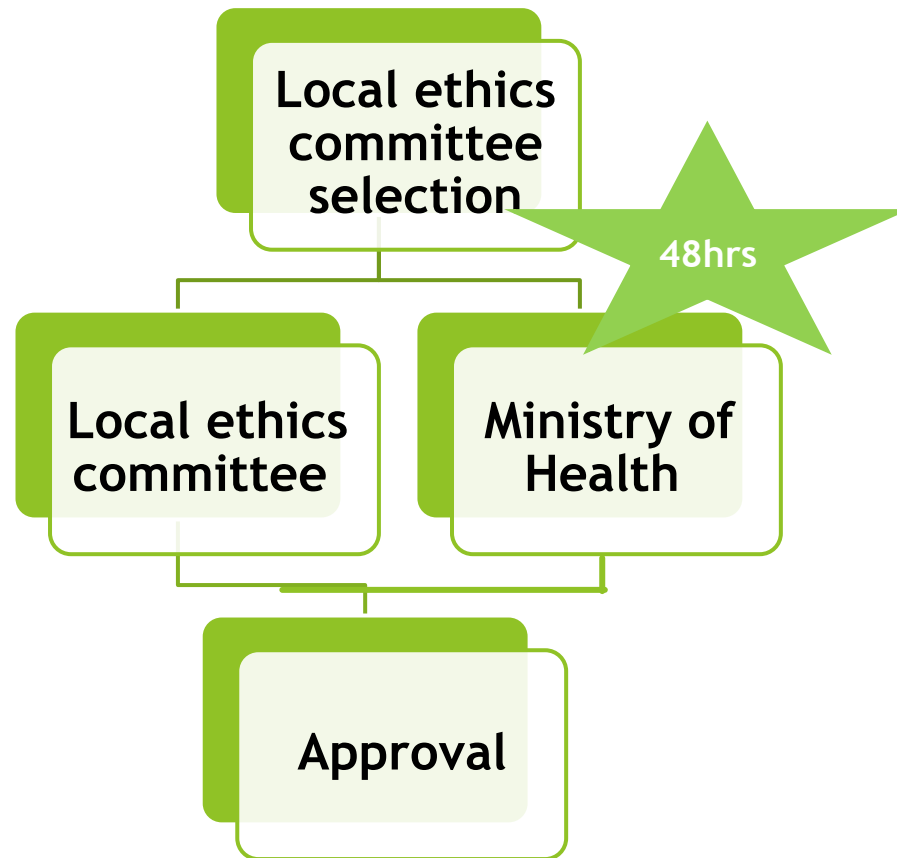 Local ethics
committee
selection
48hrs
Local ethics
committee
Ministry of
Health
Approval